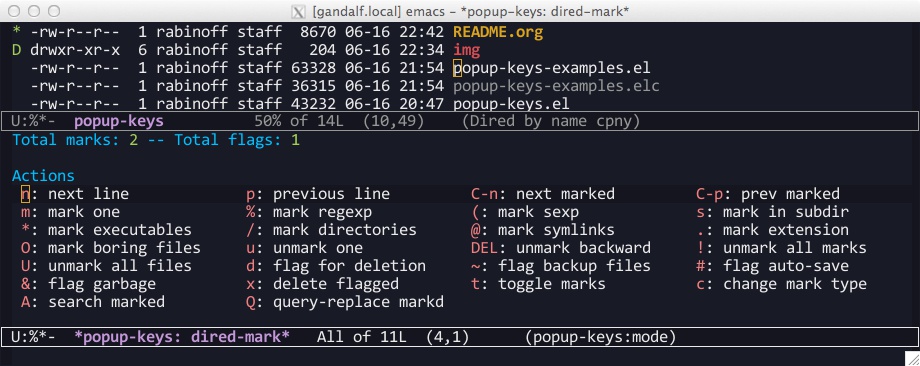 [gandalf.local] emacs – *popup-keys: dired-mark*
* -rw-r--r--  1 rabinoff staff  8670 06-16 22:42 README.org
D drwxr-xr-x  6 rabinoff staff   204 06-16 22:34 img
  -rw-r--r--  1 rabinoff staff 63328 06-16 21:54 popup-keys-examples.el
  -rw-r--r--  1 rabinoff staff 36315 06-16 21:54 popup-keys-examples.elc
  -rw-r--r--  1 rabinoff staff 43232 06-16 20:47 popup-keys.el
U:%*-  popup-keys          50% of 14L  (10,49)    (Dired by name cpny)
Total marks: 2 -- Total flags: 1
Actions
n: next line             p: previous line         C-n: next marked         C-p: prev marked
m: mark one              %: mark regexp           (: mark sexp             s: mark in subdir
*: mark executables      /: mark directories      @: mark symlinks         .: mark extension
O: mark boring files     u: unmark one            DEL: unmark backward     !: unmark all marks
U: unmark all files      d: flag for deletion     ~: flag backup files     #: flag auto-save
&: flag garbage          x: delete flagged        t: toggle marks          c: change mark type
A: search marked         Q: query-replace markd
U:%*-  *popup-keys: dired-mark*   All of 11L  (4,1)      (popup-keys:mode)